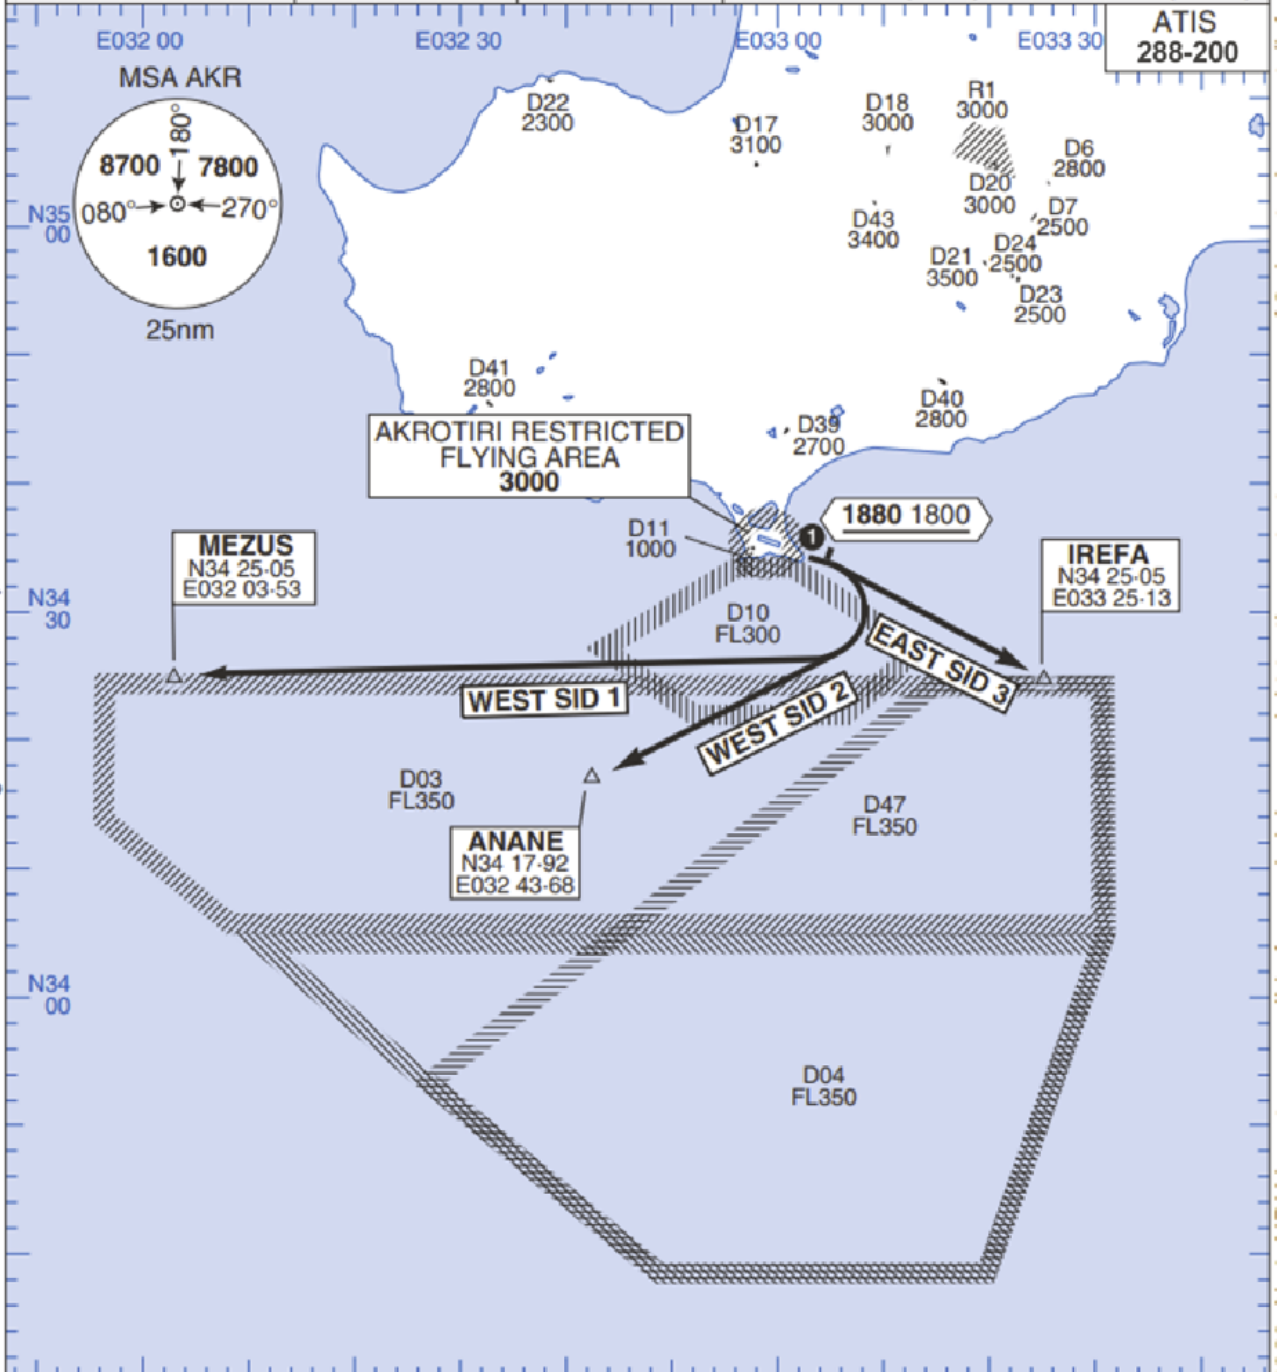 E032 00
E032 30
E033 00
E033 30
ATIS
288-200
MSA AKR
180°
8700
7800
080°
270°
1600
25nm
D22
2300
D17
3100
D18
3000
R1
3000
D6
2800
D20
3000
D7
2500
D43
3400
D24
2500
D21
3500
D23
2500
N35
00
D41
2800
D40
2800
D39
2700
AKROTIRI RESTRICTED
FLYING AREA
3000
D11
1000
1
1880 1800
MEZUS
N34 25·05
E032 03·53
IREFA
N34 25·05
E033 25·13
N34
30
D10
FL300
EAST SID 3
WEST SID 1
WEST SID 2
D03
FL350
D47
FL350
ANANE
N34 17·92
E032 43·68
N34
00
D04
FL350